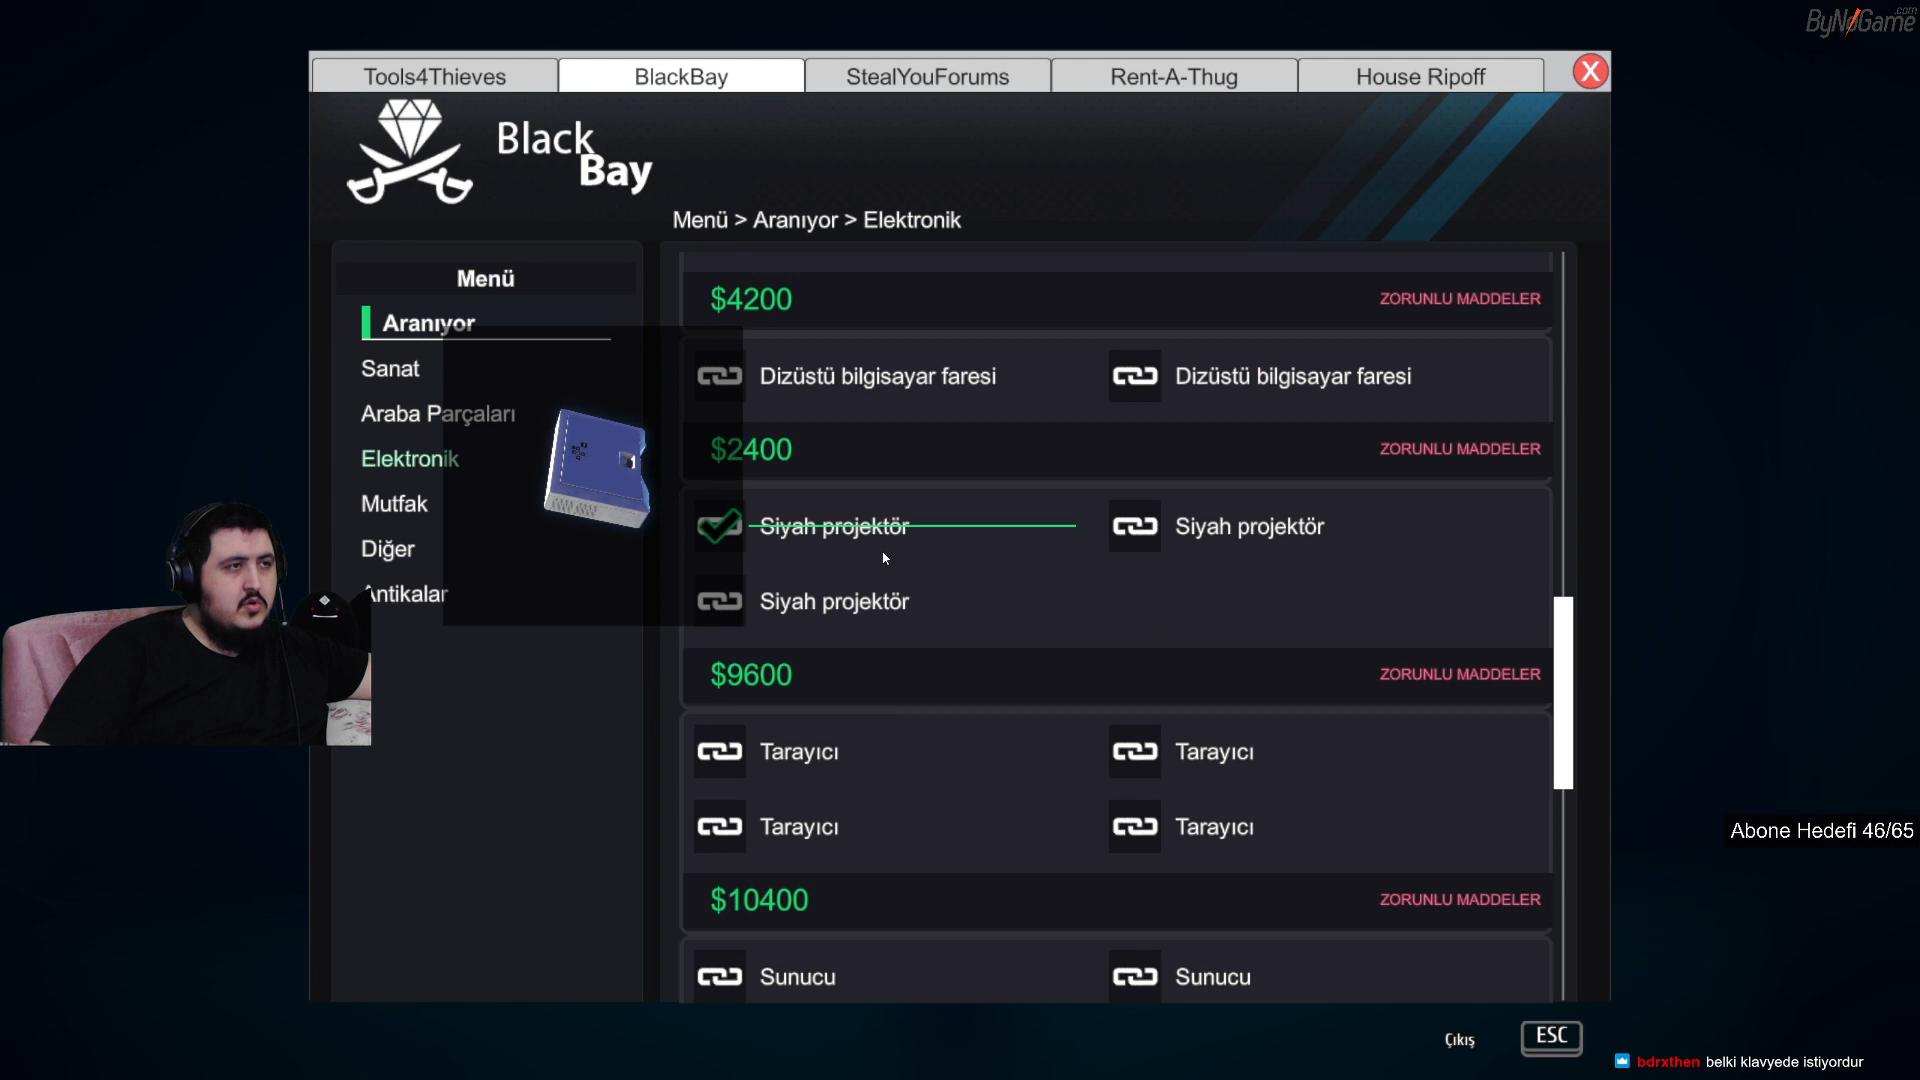 ByNoGame.com
Tools4Thieves
BlackBay
StealYouForums
Rent-A-Thug
House Ripoff
X
Black
Bay
Menü > Aranıyor > Elektronik
Menü
Aranıyor
Sanat
Araba Parçaları
Elektronik
Mutfak
Diğer
Antikalar
$4200
ZORUNLU MADDELER
Dizüstü bilgisayar faresi
Dizüstü bilgisayar faresi
$2400
ZORUNLU MADDELER
Siyah projektör
Siyah projektör
Siyah projektör
$9600
ZORUNLU MADDELER
Tarayıcı
Tarayıcı
Tarayıcı
Tarayıcı
$10400
ZORUNLU MADDELER
Sunucu
Sunucu
Abone Hedefi 46/65
Çıkış
ESC
bdrxthen belki klavyede istiyordur